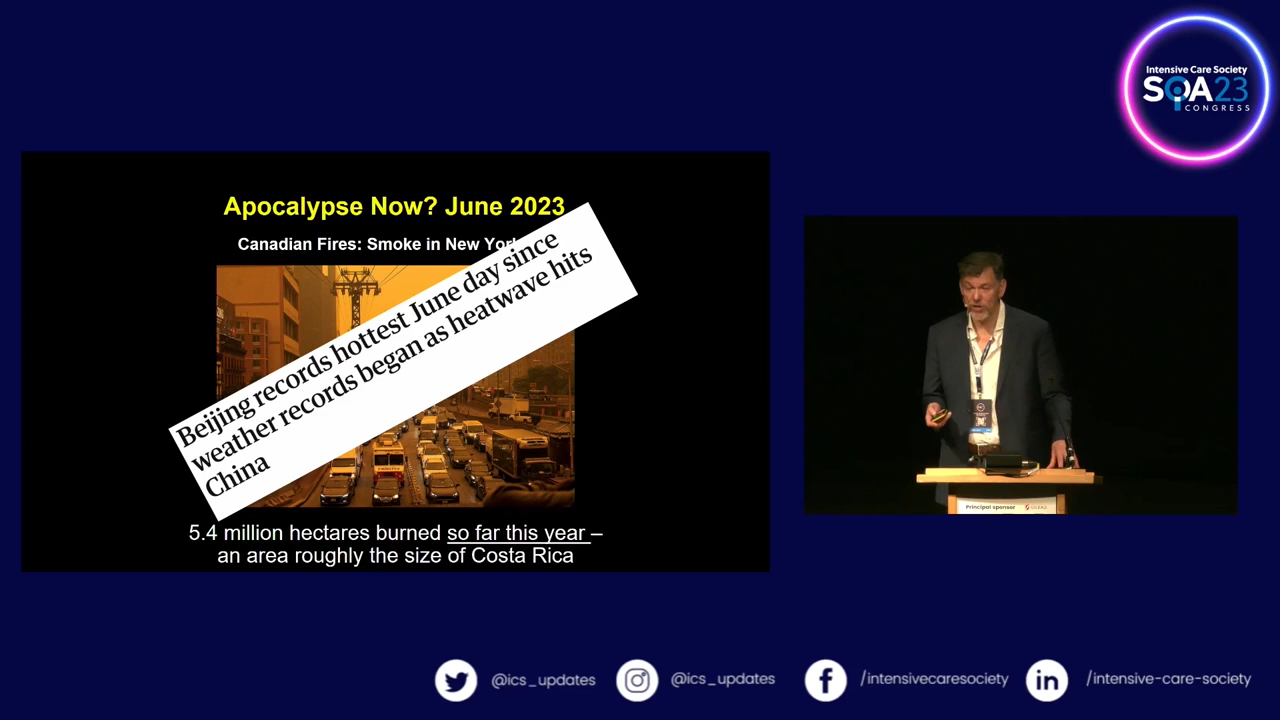 Intensive Care Society
SOA23
CONGRESS
Apocalypse Now? June 2023
Canadian Fires: Smoke in New York
Beijing records hottest June day since
weather records began as heatwave hits
China
5.4 million hectares burned so far this year –
an area roughly the size of Costa Rica
Principal sponsor
@ics_updates
@ics_updates
/intensivecaresociety
/intensive-care-society